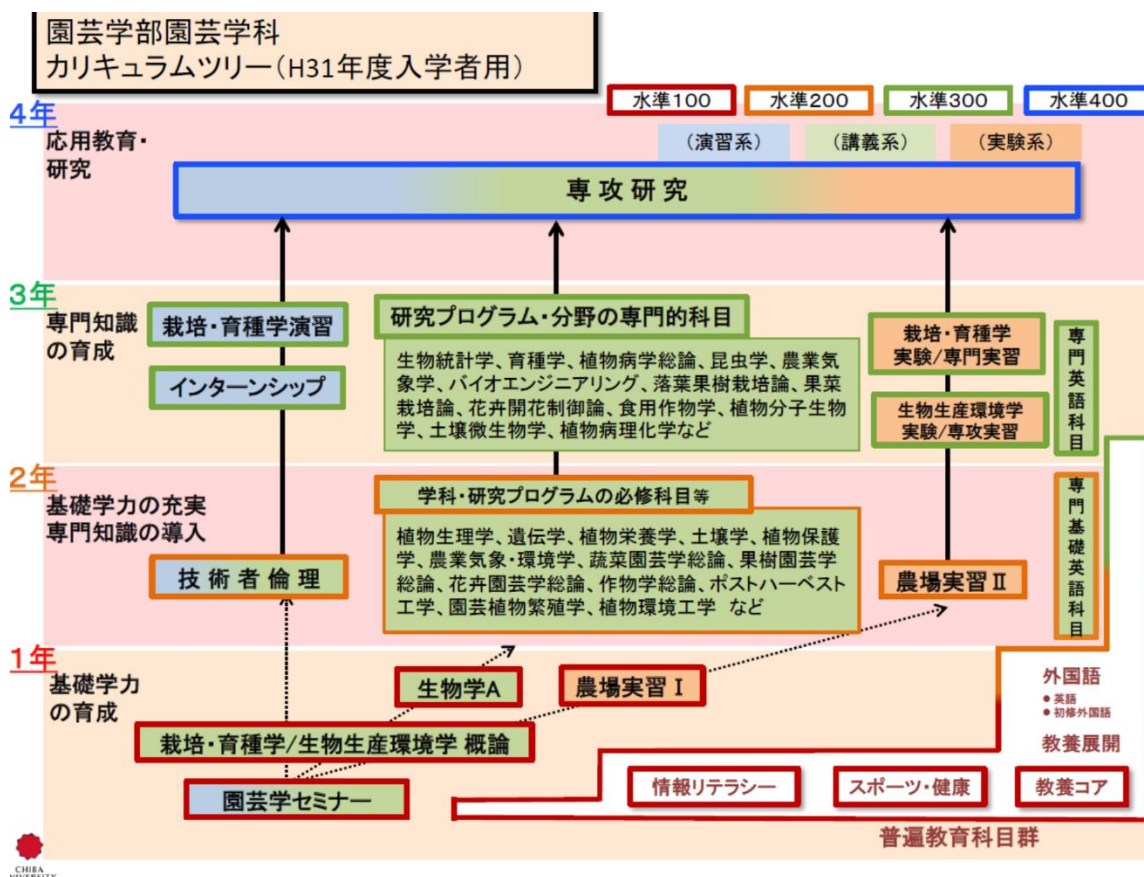 園芸学部園芸学科
カリキュラムツリー（H31年度入学者用）
水準100
水準200
水準300
水準400
4年
応用教育・
研究
（演習系）
（講義系）
（実験系）
専攻研究
3年
専門知識
の育成
栽培・育種学演習
インターンシップ
研究プログラム・分野の専門的科目
生物統計学、育種学、植物病学総論、昆虫学、農業気
象学、バイオエンジニアリング、落葉果樹栽培論、果菜
栽培論、花卉開花制御論、食用作物学、植物分子生物
学、土壌微生物学、植物病理化学など
栽培・育種学
実験/専門実習
生物生産環境学
実験/専攻実習
専門英語科目
2年
基礎学力の充実
専門知識の導入
技術者倫理
学科・研究プログラムの必修科目等
植物生理学、遺伝学、植物栄養学、土壌学、植物保護
学、農業気象・環境学、蔬菜園芸学総論、果樹園芸学
総論、花卉園芸学総論、作物学総論、ポストハーベスト
工学、園芸植物繁殖学、植物環境工学 など
農場実習Ⅱ
専門基礎英語科目
1年
基礎学力
の育成
生物学A
農場実習Ⅰ
栽培・育種学/生物生産環境学 概論
園芸学セミナー
外国語
● 英語
● 初修外国語
教養展開
情報リテラシー
スポーツ・健康
教養コア
普遍教育科目群
CHIBA